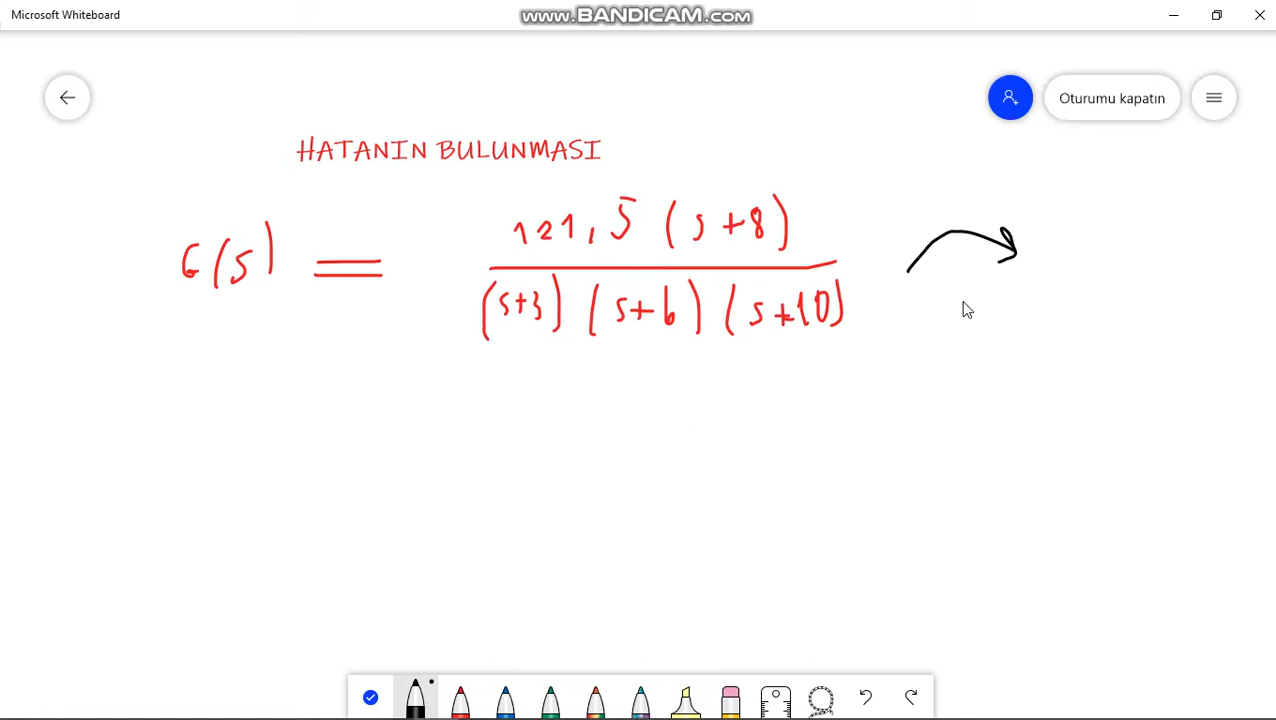 Microsoft Whiteboard
www.BANDICAM.com
Oturumu kapatın
HATANIN BULUNMASI
G(s) = 121,5 (s+8)
(s+3) (s+6) (s+10)